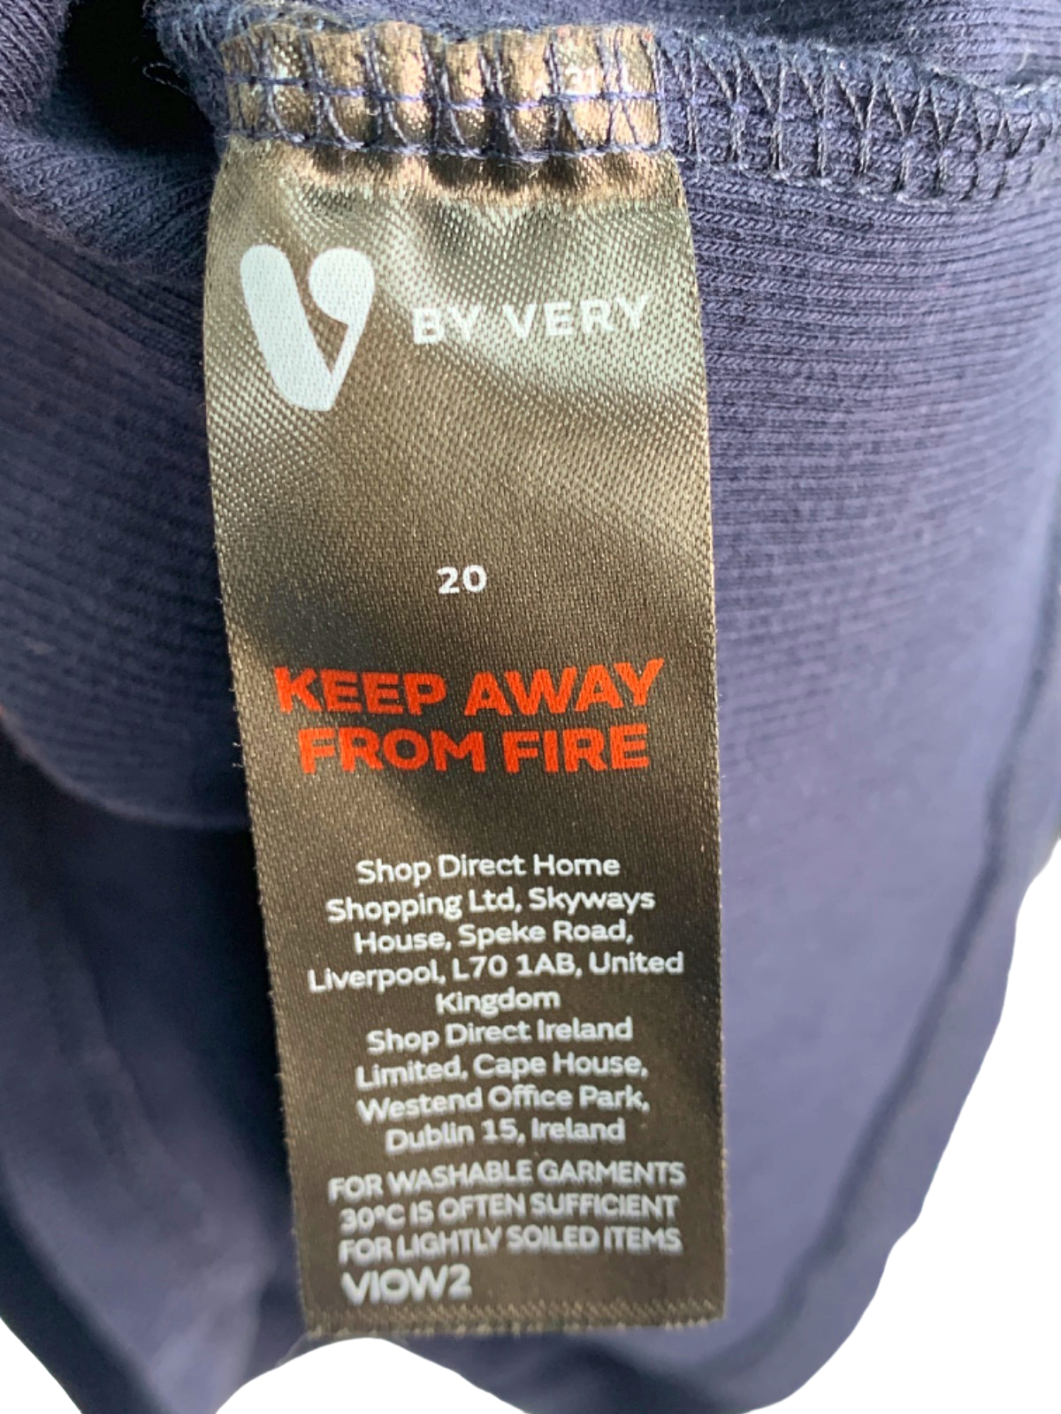 V BY VERY
20
KEEP AWAY
FROM FIRE
Shop Direct Home
Shopping Ltd, Skyways
House, Speke Road,
Liverpool, L70 1AB, United
Kingdom
Shop Direct Ireland
Limited, Cape House,
Westend Office Park,
Dublin 15, Ireland
FOR WASHABLE GARMENTS
30°C IS OFTEN SUFFICIENT
FOR LIGHTLY SOILED ITEMS
VIOW2